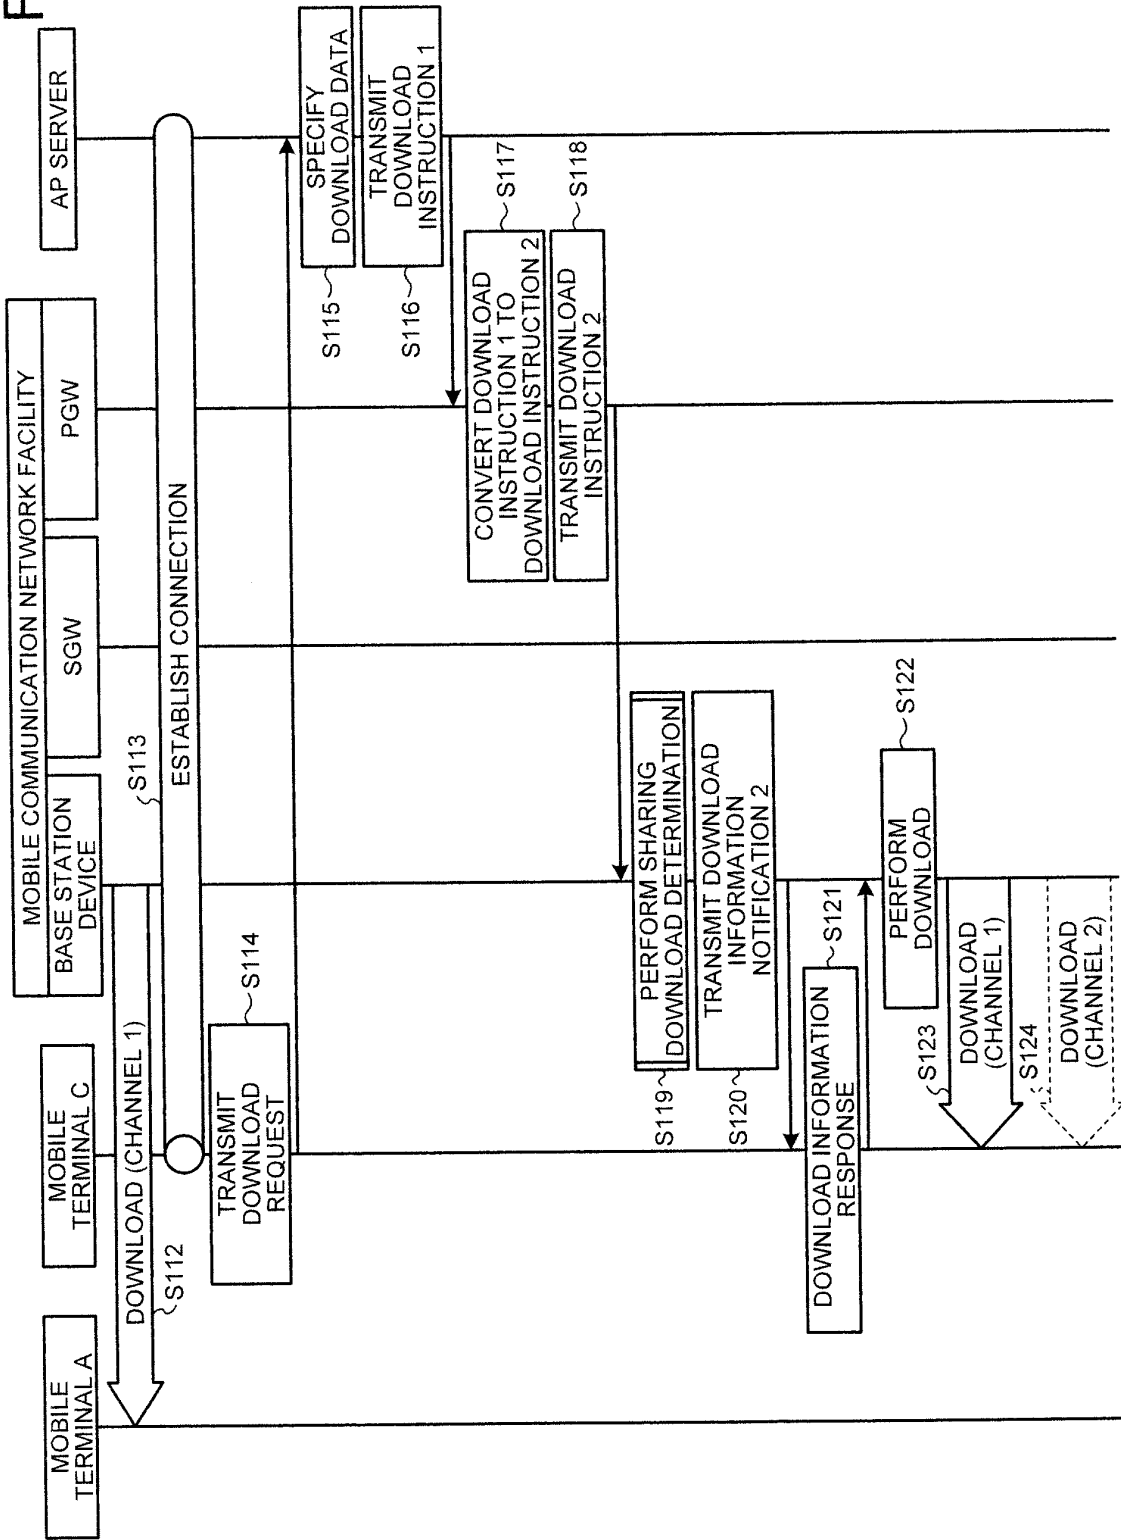 F
MOBILE
TERMINAL A
MOBILE
TERMINAL C
MOBILE COMMUNICATION NETWORK FACILITY
BASE STATION
DEVICE
SGW
PGW
AP SERVER
DOWNLOAD (CHANNEL 1)
S112
S113
ESTABLISH CONNECTION
TRANSMIT
DOWNLOAD
REQUEST
S114
SPECIFY
DOWNLOAD DATA
S115
TRANSMIT
DOWNLOAD
INSTRUCTION 1
S116
CONVERT DOWNLOAD
INSTRUCTION 1 TO
DOWNLOAD INSTRUCTION 2
S117
TRANSMIT DOWNLOAD
INSTRUCTION 2
S118
PERFORM SHARING
DOWNLOAD DETERMINATION
S119
TRANSMIT DOWNLOAD
INFORMATION
NOTIFICATION 2
S120
DOWNLOAD INFORMATION
RESPONSE
S121
PERFORM
DOWNLOAD
S122
S123
DOWNLOAD
(CHANNEL 1)
S124
DOWNLOAD
(CHANNEL 2)